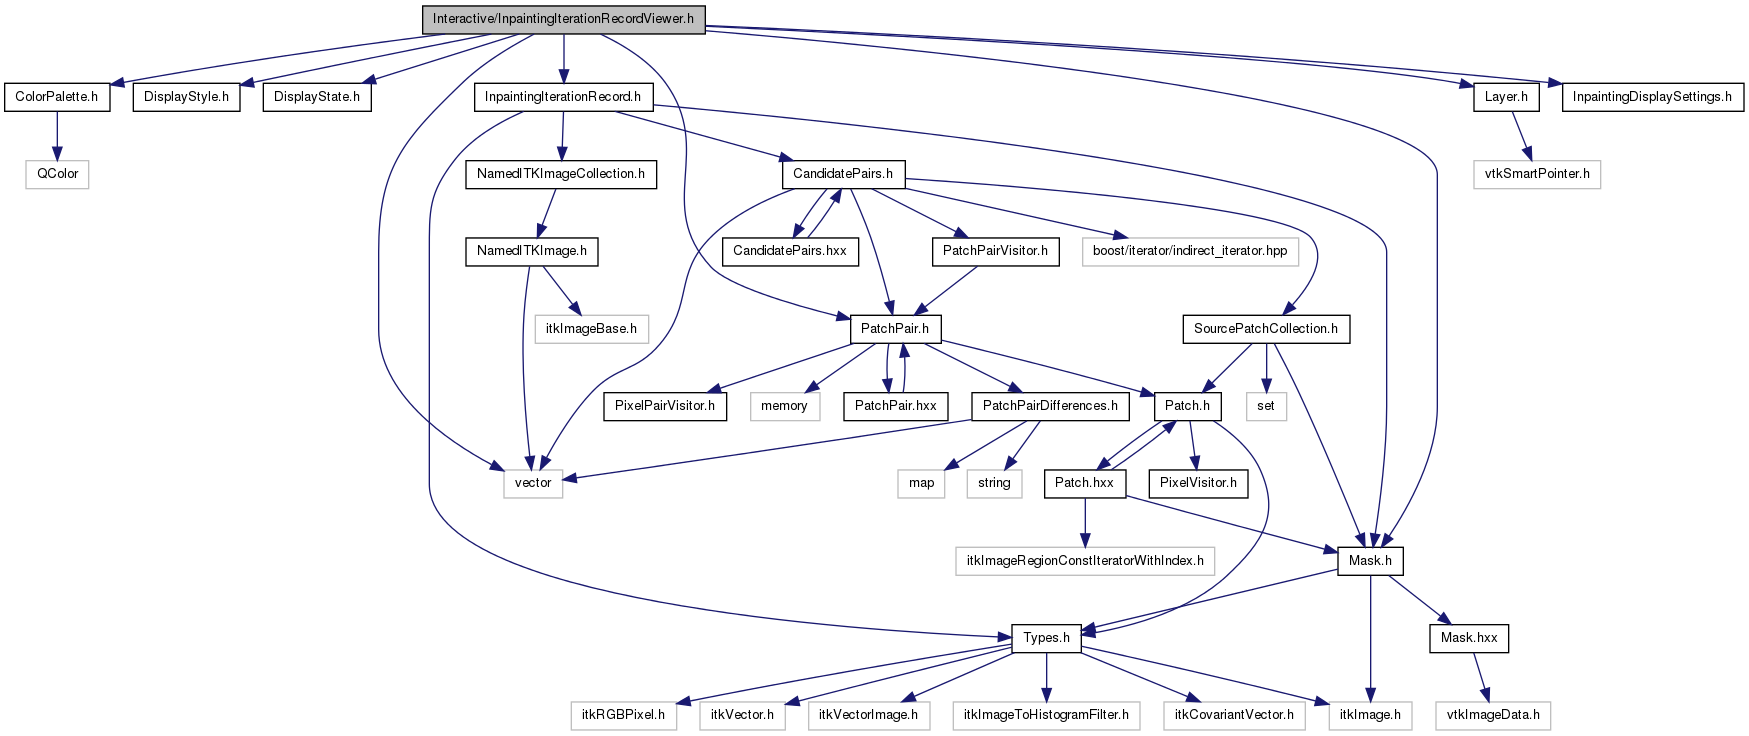 Interactive/InpaintingIterationRecordViewer.h
ColorPalette.h
DisplayStyle.h
DisplayState.h
InpaintingIterationRecord.h
Layer.h
InpaintingDisplaySettings.h
QColor
NamedITKImageCollection.h
CandidatePairs.h
vtkSmartPointer.h
NamedITKImage.h
CandidatePairs.hxx
PatchPairVisitor.h
boost/iterator/indirect_iterator.hpp
itkImageBase.h
PatchPair.h
SourcePatchCollection.h
PixelPairVisitor.h
memory
PatchPair.hxx
PatchPairDifferences.h
Patch.h
set
vector
map
string
Patch.hxx
PixelVisitor.h
itkImageRegionConstIteratorWithIndex.h
Mask.h
Types.h
Mask.hxx
itkRGBPixel.h
itkVector.h
itkVectorImage.h
itkImageToHistogramFilter.h
itkCovariantVector.h
itkImage.h
vtkImageData.h